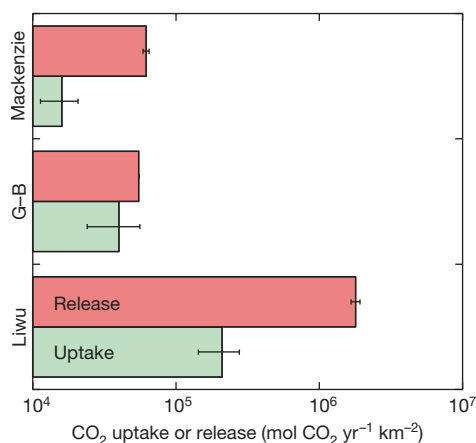 Mackenzie
G–B
Liwu
Release
Uptake
10⁴ 10⁵ 10⁶ 10⁷
CO₂ uptake or release (mol CO₂ yr⁻¹ km⁻²)